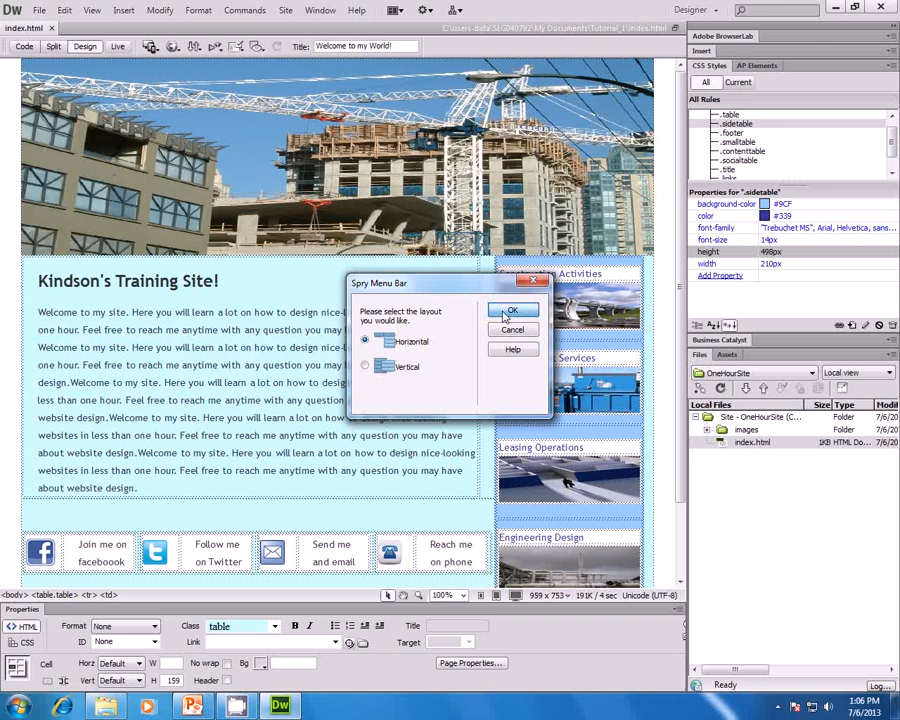 Dw File Edit View Insert Modify Format Commands Site Window Help Designer
index.html × C:\users-data\SLG040792\My Documents\Tutorial_1\index.html
Code Split Design Live Title: Welcome to my World!
Adobe BrowserLab
Insert
CSS Styles AP Elements
All Current
All Rules
.table
.sidetable
.footer
.smalltable
.contenttable
.socialtable
.title
Properties for ".sidetable"
background-color #9CF
color #339
font-family "Trebuchet MS", Arial, Helvetica, sans...
font-size 14px
height 498px
width 210px
Add Property
Business Catalyst
Files Assets
OneHourSite Local view
Local Files Size Type Modif
Site - OneHourSite (C... Folder 7/6/20
images Folder 7/6/20
index.html 1KB HTML Do... 7/6/20
Ready Log...
Kindson's Training Site!
Welcome to my site. Here you will learn a lot on how to design nice-l
one hour. Feel free to reach me anytime with any question you may h
Welcome to my site. Here you will learn a lot on how to design nice-l
one hour. Feel free to reach me anytime with any question you may h
about website design.Welcome to my site. Here you will learn a lot o
less than one hour. Feel free to reach me anytime with any question
website design.Welcome to my site. Here you will learn a lot on how
websites in less than one hour. Feel free to reach me anytime with a
about website design.Welcome to my site. Here you will learn a lot on how to design nice-looking
websites in less than one hour. Feel free to reach me anytime with any question you may have
about website design.
Spry Menu Bar
Please select the layout
you would like.
Horizontal
Vertical
OK
Cancel
Help
Activities
Services
Leasing Operations
Engineering Design
Join me on
faceboook
Follow me
on Twitter
Send me
and email
Reach me
on phone
<body> <table.table> <tr> <td> 100% 959 x 753 191K / 4 sec Unicode (UTF-8)
Properties
HTML Format None Class table B I Title
CSS ID None Link Target
Cell Horz Default W No wrap Bg Page Properties...
Vert Default H 159 Header
1:06 PM
7/6/2013